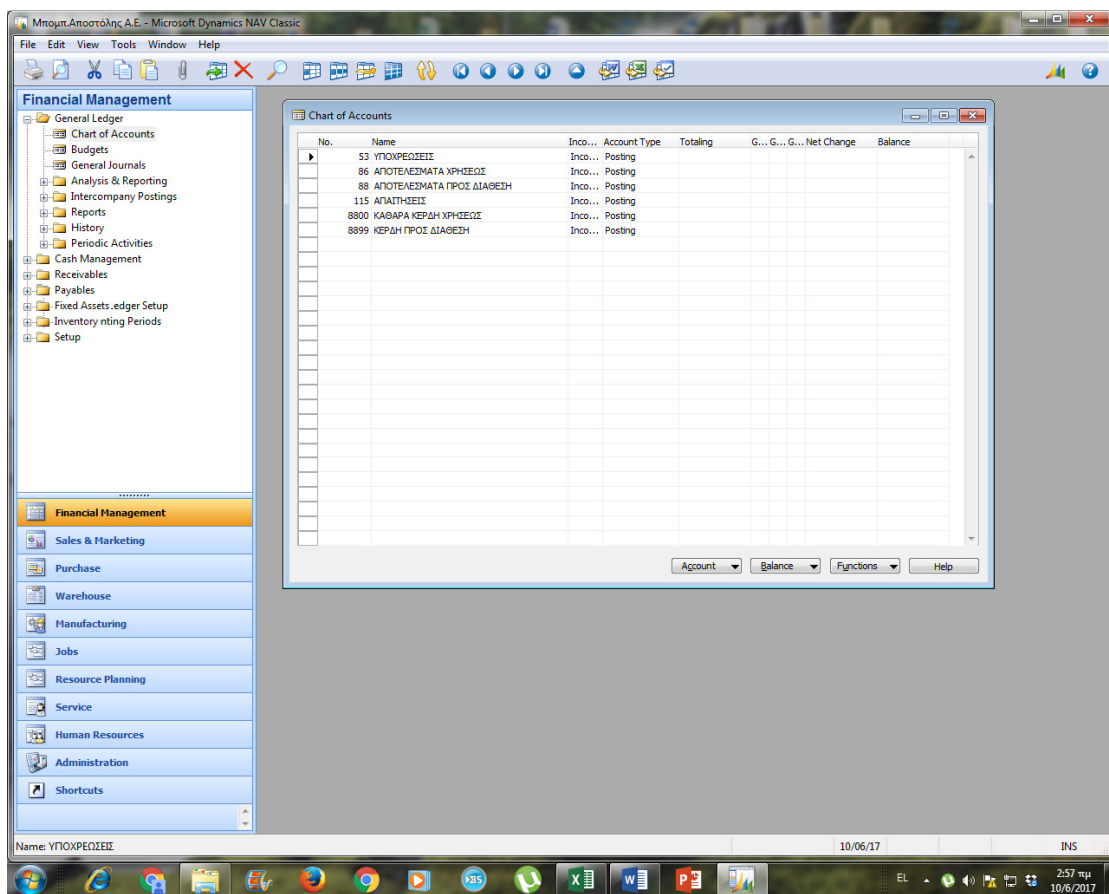 Μπομπ.Αποστόλης Α.Ε. - Microsoft Dynamics NAV Classic
File Edit View Tools Window Help
Financial Management
General Ledger
Chart of Accounts
Budgets
General Journals
Analysis & Reporting
Intercompany Postings
Reports
History
Periodic Activities
Cash Management
Receivables
Payables
Fixed Assets .edger Setup
Inventory nting Periods
Setup
Financial Management
Sales & Marketing
Purchase
Warehouse
Manufacturing
Jobs
Resource Planning
Service
Human Resources
Administration
Shortcuts
Chart of Accounts
No. Name Inco... Account Type Totaling G... G... G... Net Change Balance
53 ΥΠΟΧΡΕΩΣΕΙΣ Inco... Posting
86 ΑΠΟΤΕΛΕΣΜΑΤΑ ΧΡΗΣΕΩΣ Inco... Posting
88 ΑΠΟΤΕΛΕΣΜΑΤΑ ΠΡΟΣ ΔΙΑΘΕΣΗ Inco... Posting
115 ΑΠΑΙΤΗΣΕΙΣ Inco... Posting
8800 ΚΑΘΑΡΑ ΚΕΡΔΗ ΧΡΗΣΕΩΣ Inco... Posting
8899 ΚΕΡΔΗ ΠΡΟΣ ΔΙΑΘΕΣΗ Inco... Posting
Account Balance Functions Help
Name: ΥΠΟΧΡΕΩΣΕΙΣ 10/06/17 INS
EL 2:57 πμ
10/6/2017